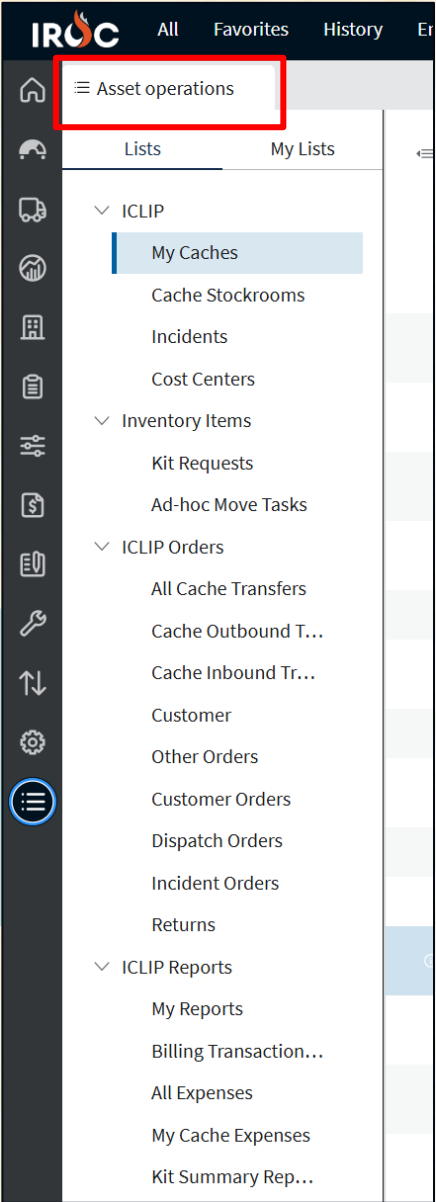 IROC All Favorites History En
Asset operations
Lists My Lists
ICLIP
My Caches
Cache Stockrooms
Incidents
Cost Centers
Inventory Items
Kit Requests
Ad-hoc Move Tasks
ICLIP Orders
All Cache Transfers
Cache Outbound T...
Cache Inbound Tr...
Customer
Other Orders
Customer Orders
Dispatch Orders
Incident Orders
Returns
ICLIP Reports
My Reports
Billing Transaction...
All Expenses
My Cache Expenses
Kit Summary Rep...